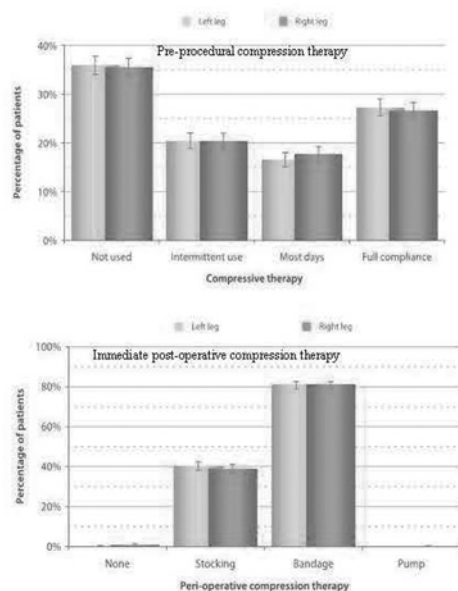 Left leg Right leg
40% Pre-procedural compression therapy
30%
20%
10%
0%
Percentage of patients
Not used Intermittent use Most days Full compliance
Compressive therapy
Left leg Right leg
100%
Immediate post-operative compression therapy
80%
60%
40%
20%
0%
Percentage of patients
None Stocking Bandage Pump
Peri-operative compression therapy